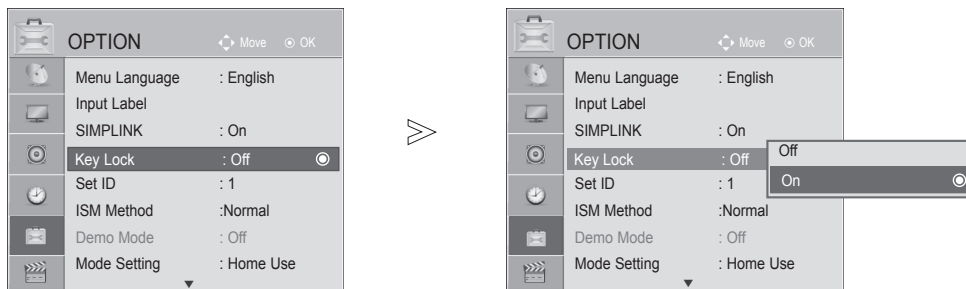 OPTION Move OK
Menu Language : English
Input Label
SIMPLINK : On
Key Lock : Off
Set ID : 1
ISM Method :Normal
Demo Mode : Off
Mode Setting : Home Use
OPTION Move OK
Menu Language : English
Input Label
SIMPLINK : On
Key Lock : Off
Set ID : 1
ISM Method :Normal
Demo Mode : Off
Mode Setting : Home Use
Off
On